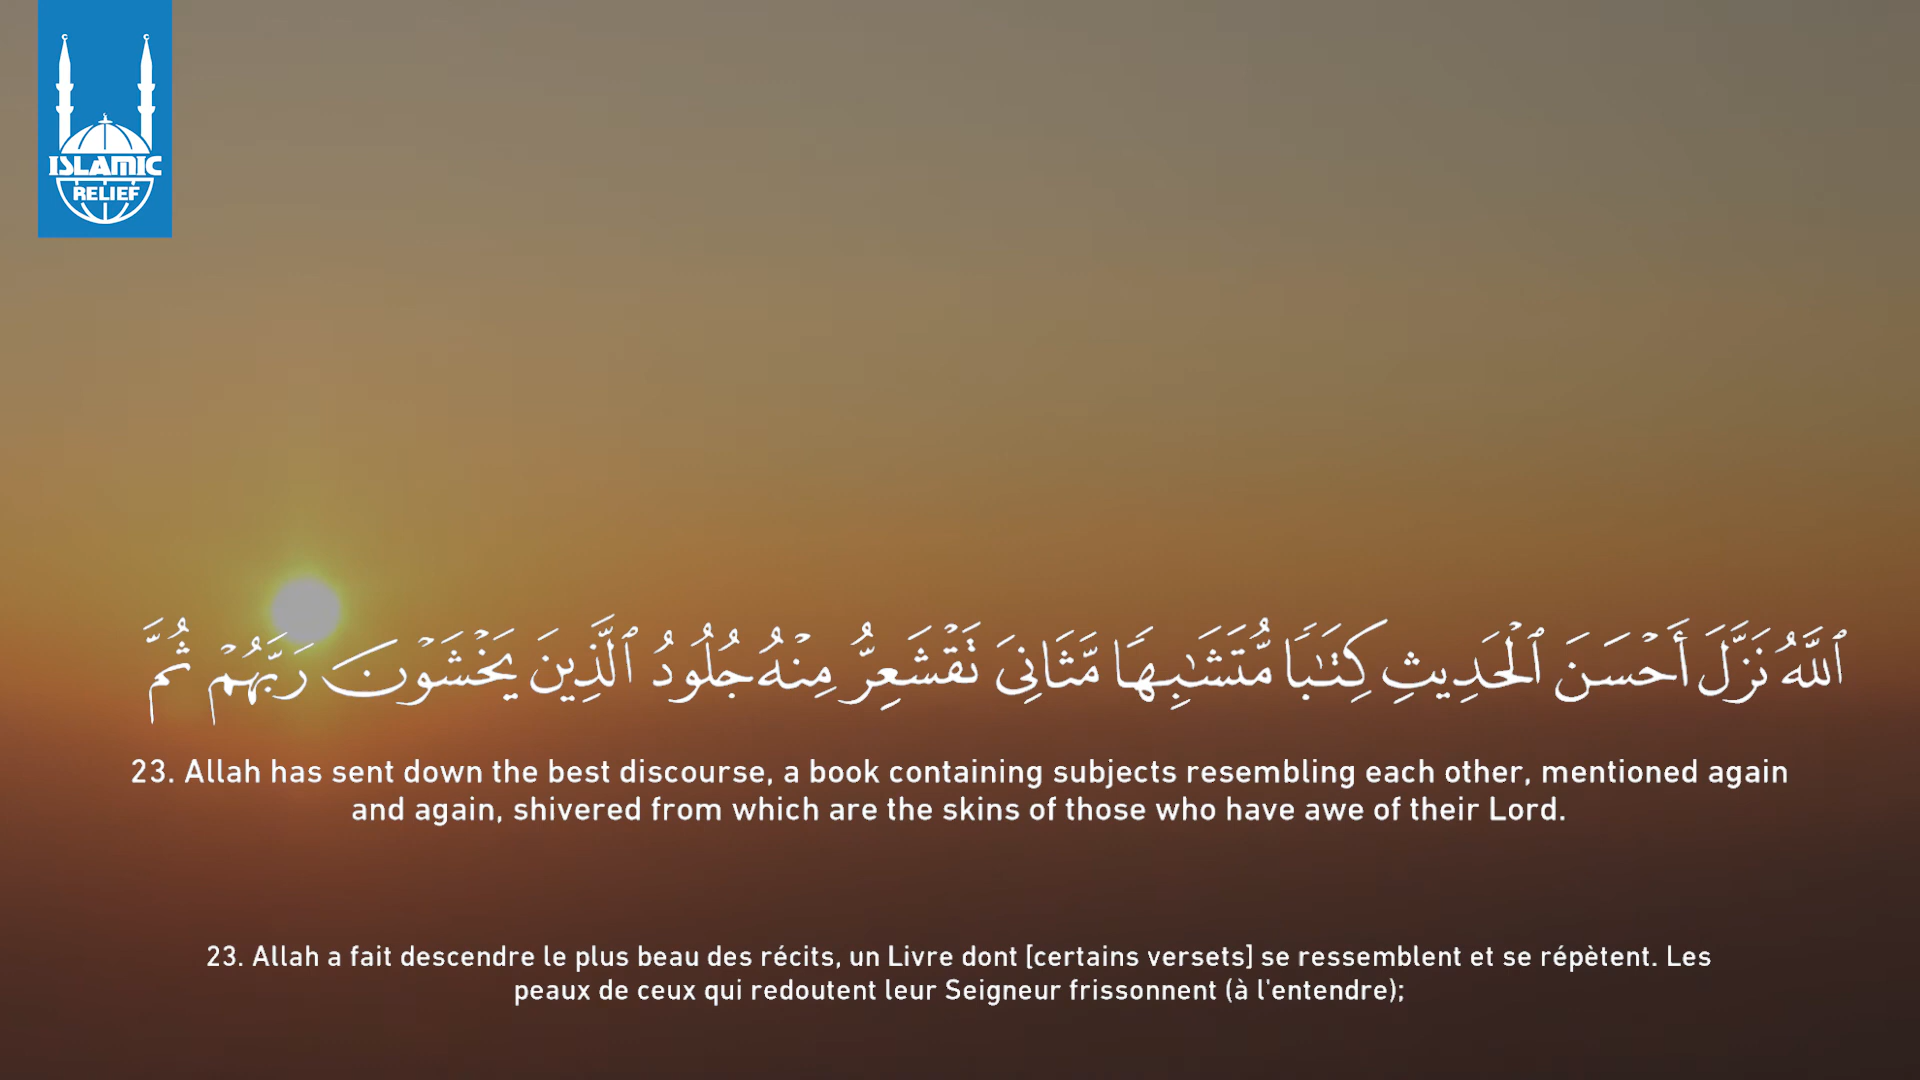 ISLAMIC
RELIEF
ٱللَّهُ نَزَّلَ أَحْسَنَ ٱلْحَدِيثِ كِتَٰبًا مُّتَشَٰبِهًا مَّثَانِىَ تَقْشَعِرُّ مِنْهُ جُلُودُ ٱلَّذِينَ يَخْشَوْنَ رَبَّهُمْ ثُمَّ
23. Allah has sent down the best discourse, a book containing subjects resembling each other, mentioned again
and again, shivered from which are the skins of those who have awe of their Lord.
23. Allah a fait descendre le plus beau des récits, un Livre dont [certains versets] se ressemblent et se répètent. Les
peaux de ceux qui redoutent leur Seigneur frissonnent (à l'entendre);